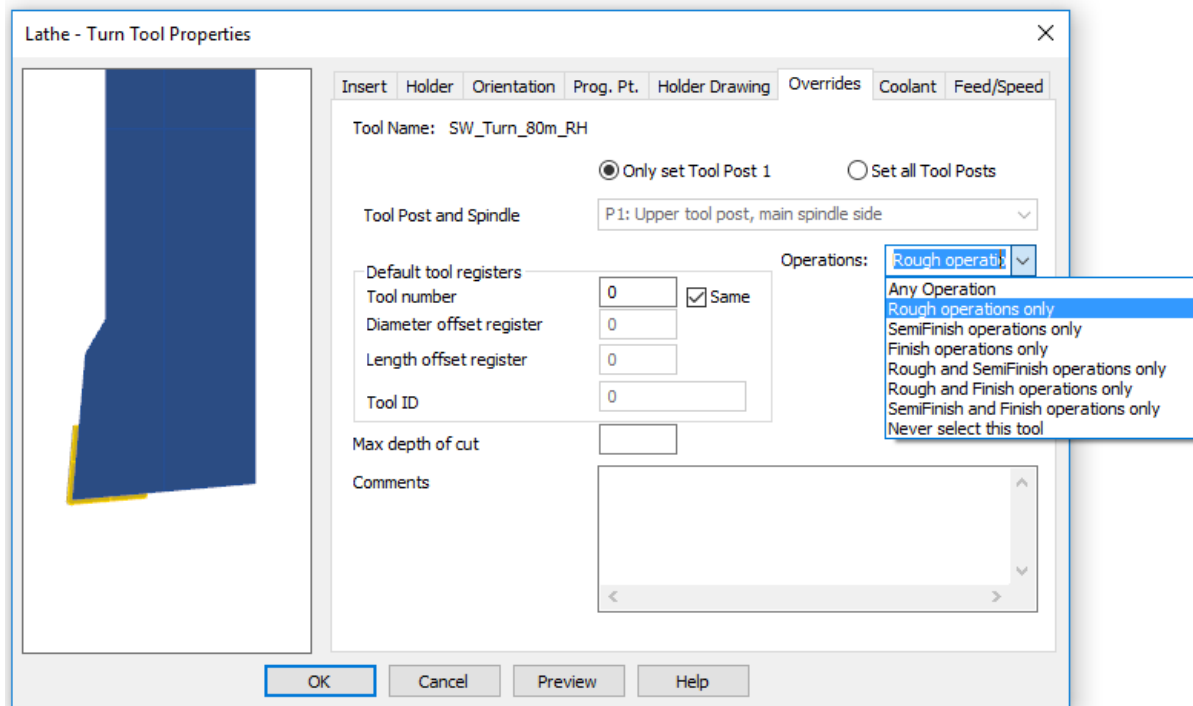 Lathe - Turn Tool Properties
Insert Holder Orientation Prog. Pt. Holder Drawing Overrides Coolant Feed/Speed
Tool Name: SW_Turn_80m_RH
Only set Tool Post 1 Set all Tool Posts
Tool Post and Spindle P1: Upper tool post, main spindle side
Operations: Rough operatio
Default tool registers
Any Operation
Tool number 0 Same
Rough operations only
Diameter offset register 0
SemiFinish operations only
Finish operations only
Length offset register 0
Rough and SemiFinish operations only
Rough and Finish operations only
Tool ID 0
SemiFinish and Finish operations only
Never select this tool
Max depth of cut
Comments
OK Cancel Preview Help